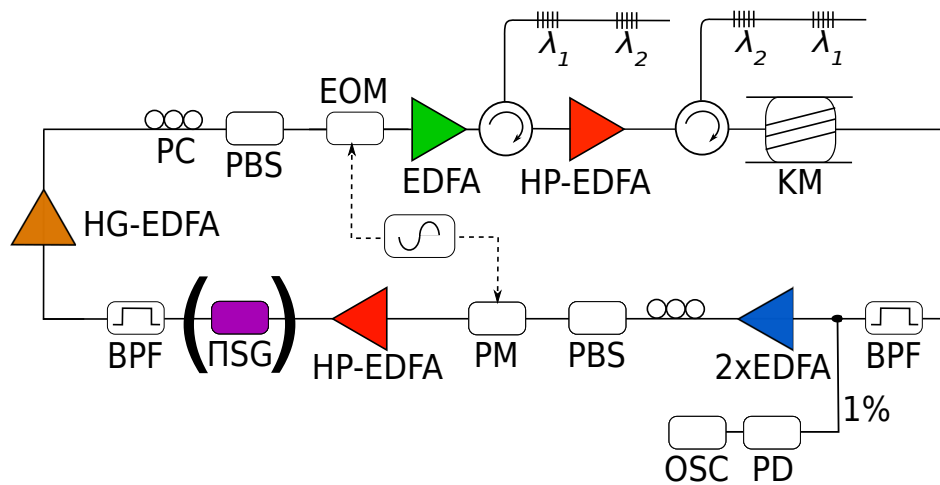 λ1 λ2 λ2 λ1
EOM
PC PBS EDFA HP-EDFA KM
HG-EDFA
BPF (ΠSG) HP-EDFA PM PBS 2xEDFA BPF
1%
OSC PD